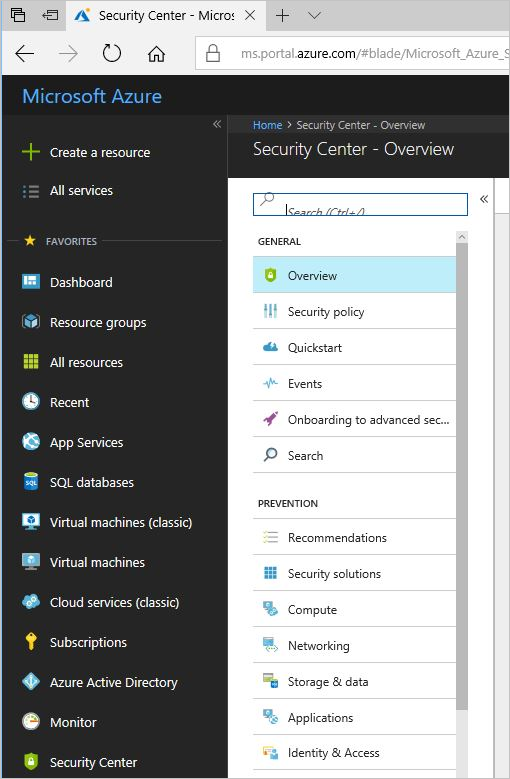 Security Center - Micros
ms.portal.azure.com/#blade/Microsoft_Azure_S
Microsoft Azure
Create a resource
All services
FAVORITES
Dashboard
Resource groups
All resources
Recent
App Services
SQL databases
Virtual machines (classic)
Virtual machines
Cloud services (classic)
Subscriptions
Azure Active Directory
Monitor
Security Center
Home > Security Center - Overview
Security Center - Overview
Search (Ctrl+/)
GENERAL
Overview
Security policy
Quickstart
Events
Onboarding to advanced sec...
Search
PREVENTION
Recommendations
Security solutions
Compute
Networking
Storage & data
Applications
Identity & Access